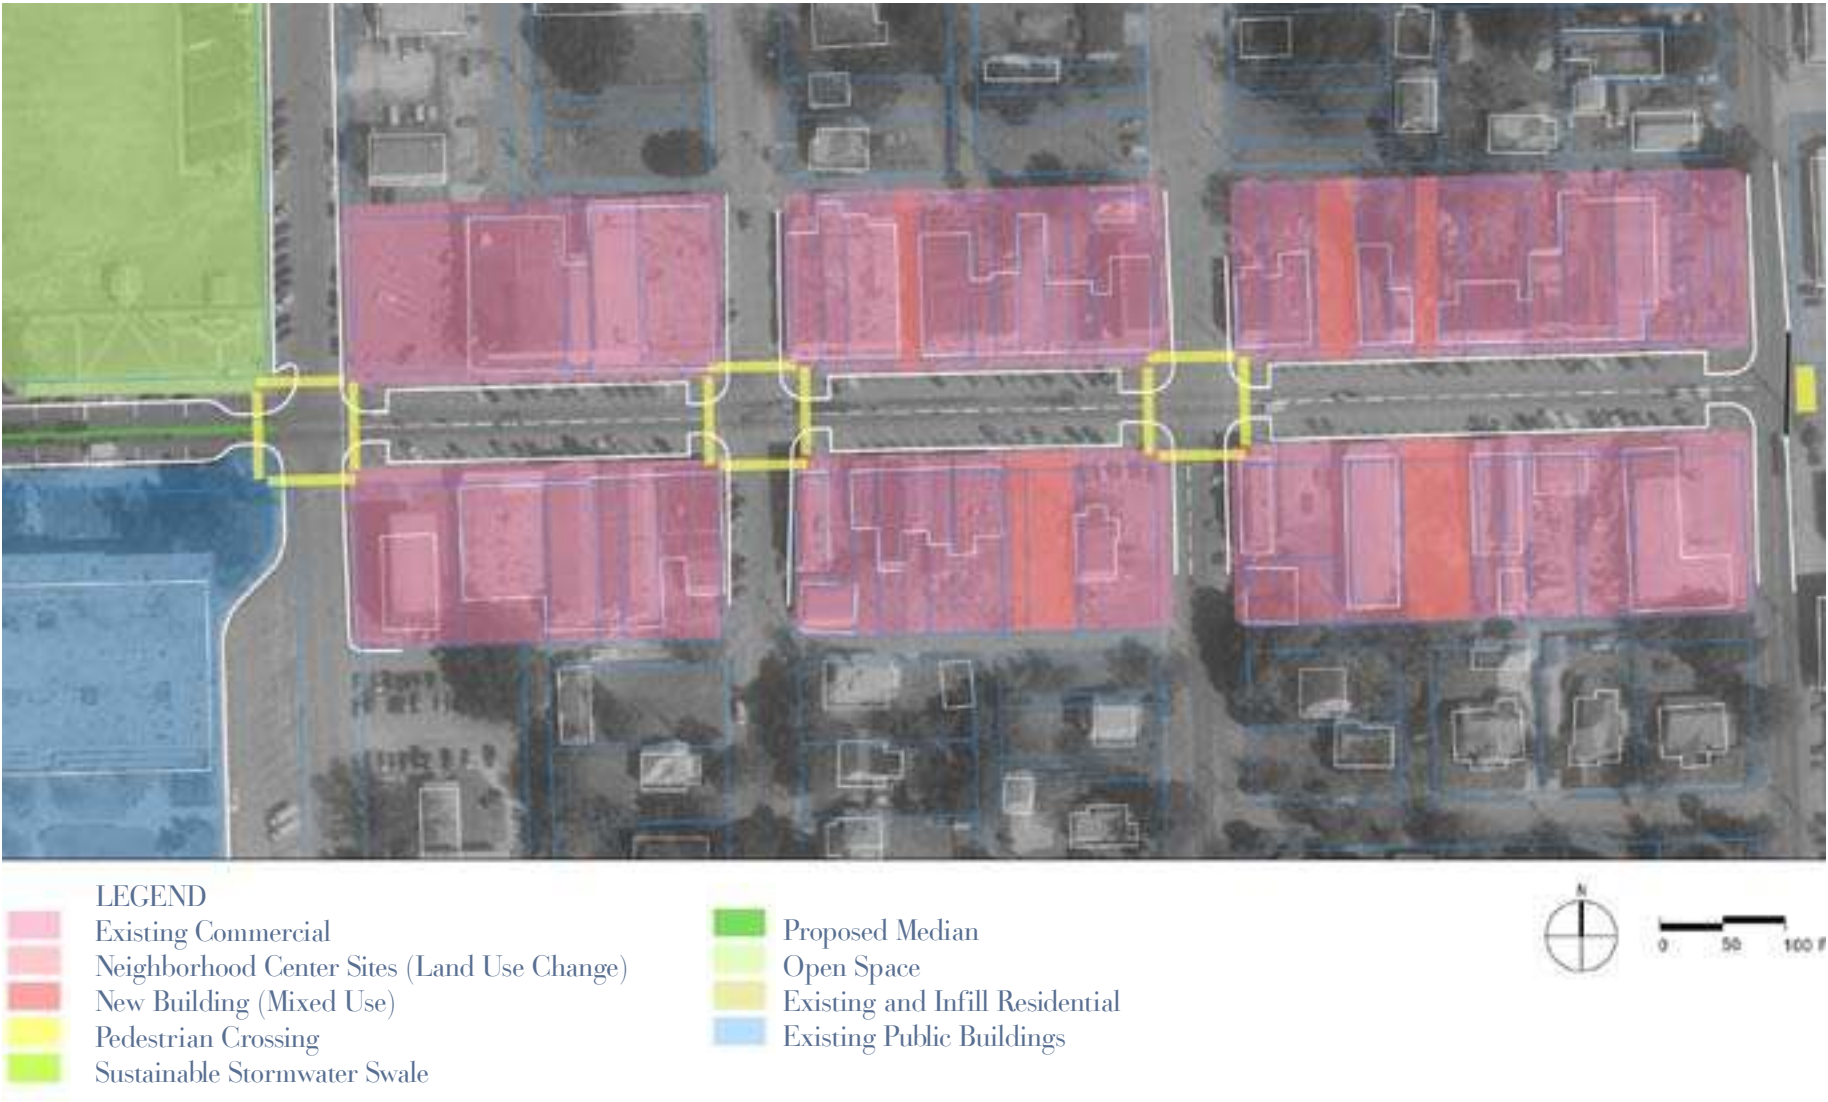 LEGEND
Existing Commercial
Neighborhood Center Sites (Land Use Change)
New Building (Mixed Use)
Pedestrian Crossing
Sustainable Stormwater Swale
Proposed Median
Open Space
Existing and Infill Residential
Existing Public Buildings
N
0 50 100 F